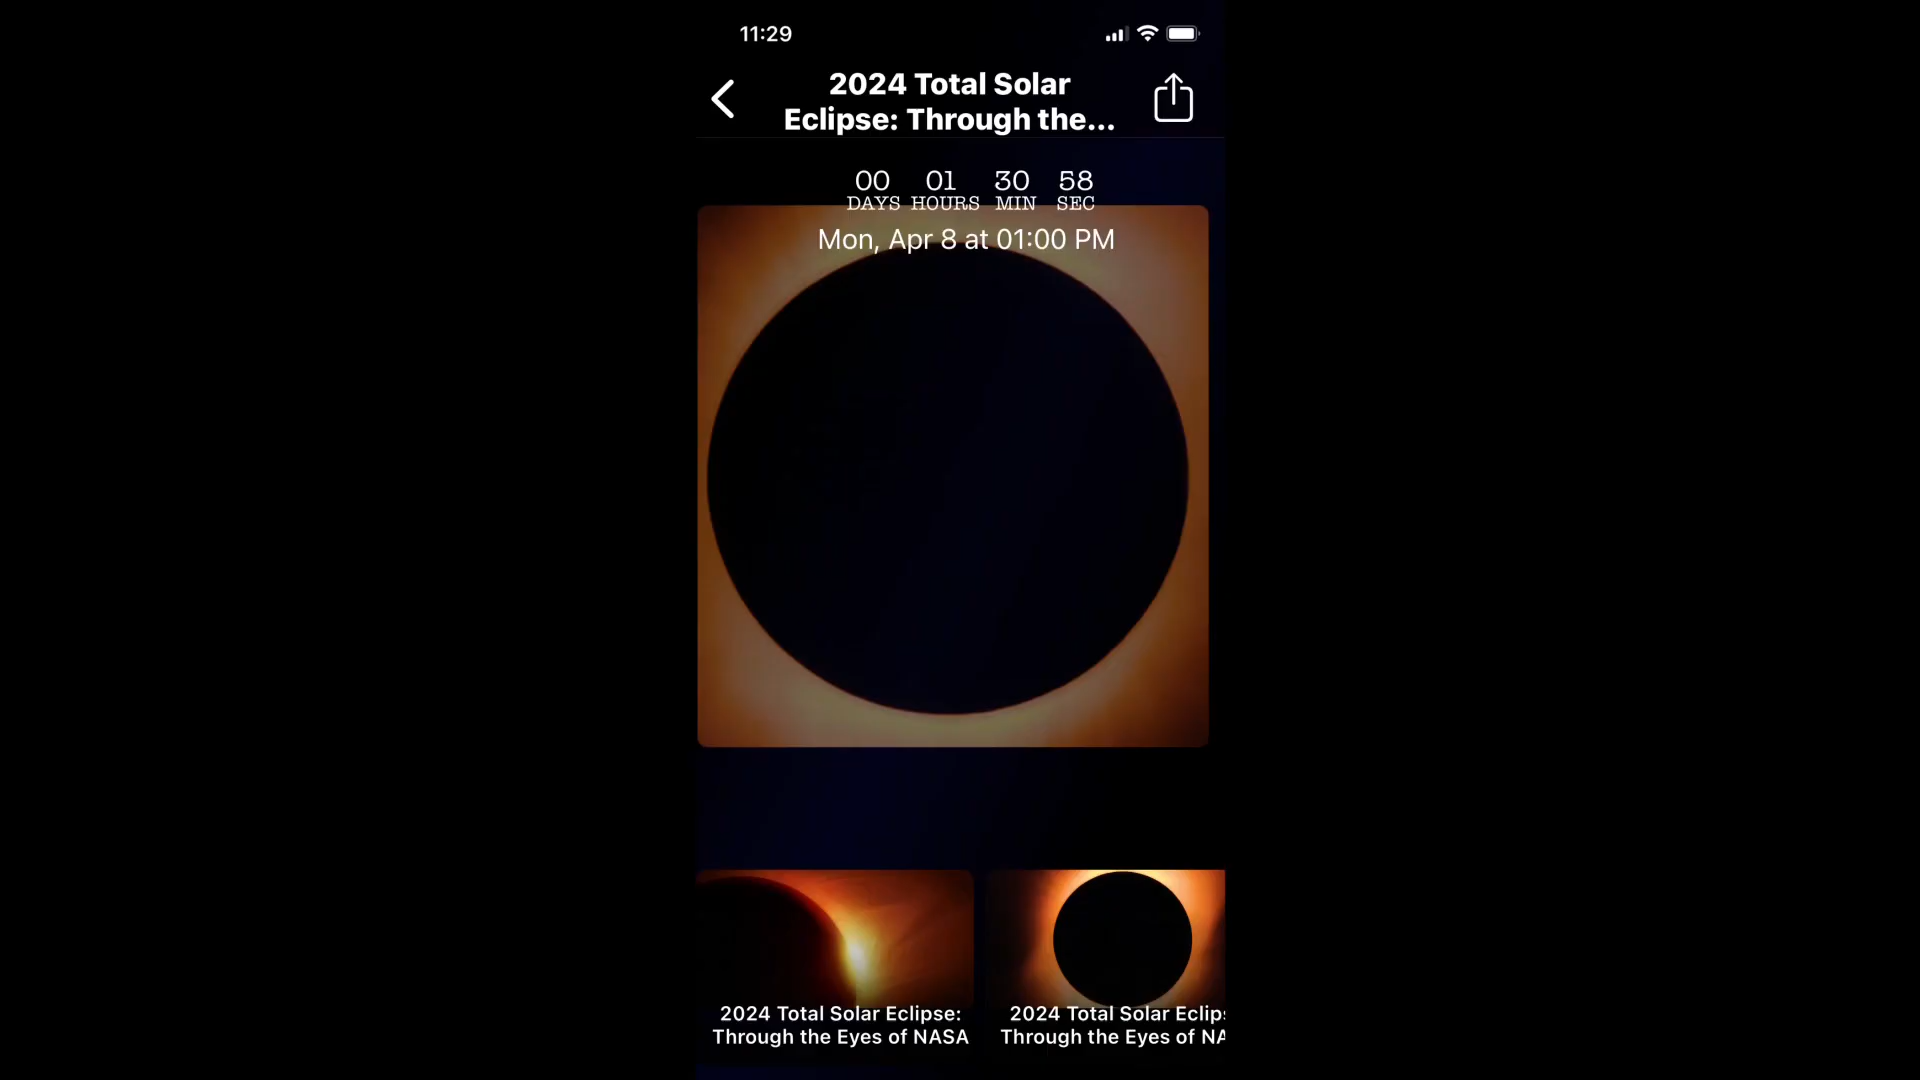 11:29
2024 Total Solar
Eclipse: Through the...
00 01 30 58
DAYS HOURS MIN SEC
Mon, Apr 8 at 01:00 PM
2024 Total Solar Eclipse:
Through the Eyes of NASA
2024 Total Solar Eclips
Through the Eyes of NA